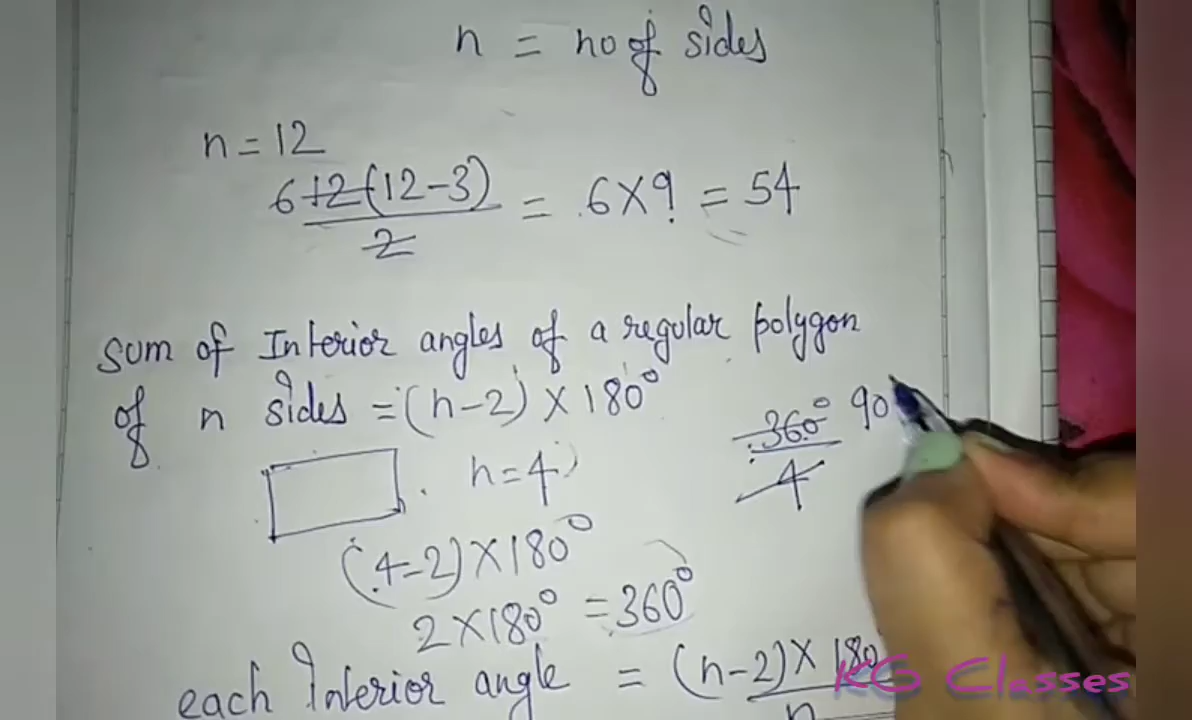 n = no of sides
n = 12
6 12(12-3) / 2 = 6 × 9 = 54
Sum of Interior angles of a regular polygon
of n sides = (n-2) × 180°
360° / 4 90
n = 4
(4-2) × 180°
2 × 180° = 360°
each Interior angle = (n-2) × 180 / n
KG Classes